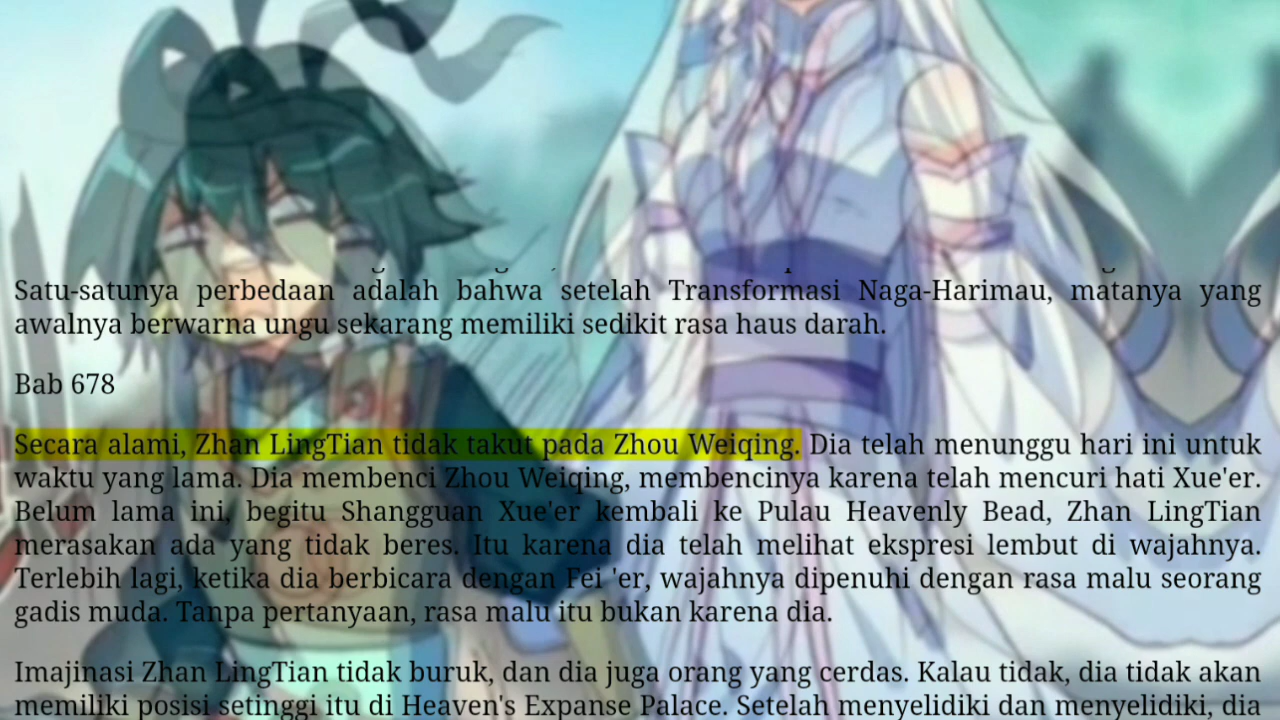 Satu-satunya perbedaan adalah bahwa setelah Transformasi Naga-Harimau, matanya yang
awalnya berwarna ungu sekarang memiliki sedikit rasa haus darah.
Bab 678
Secara alami, Zhan LingTian tidak takut pada Zhou Weiqing. Dia telah menunggu hari ini untuk
waktu yang lama. Dia membenci Zhou Weiqing, membencinya karena telah mencuri hati Xue'er.
Belum lama ini, begitu Shangguan Xue'er kembali ke Pulau Heavenly Bead, Zhan LingTian
merasakan ada yang tidak beres. Itu karena dia telah melihat ekspresi lembut di wajahnya.
Terlebih lagi, ketika dia berbicara dengan Fei 'er, wajahnya dipenuhi dengan rasa malu seorang
gadis muda. Tanpa pertanyaan, rasa malu itu bukan karena dia.
Imajinasi Zhan LingTian tidak buruk, dan dia juga orang yang cerdas. Kalau tidak, dia tidak akan
memiliki posisi setinggi itu di Heaven's Expanse Palace. Setelah menyelidiki dan menyelidiki, dia